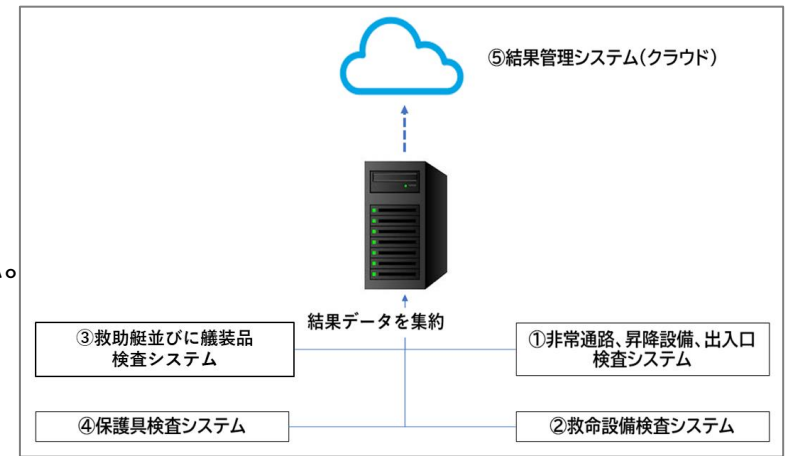 ⑤結果管理システム(クラウド)
。
結果データを集約
③救助艇並びに艤装品
検査システム
①非常通路、昇降設備、出入口
検査システム
④保護具検査システム
②救命設備検査システム